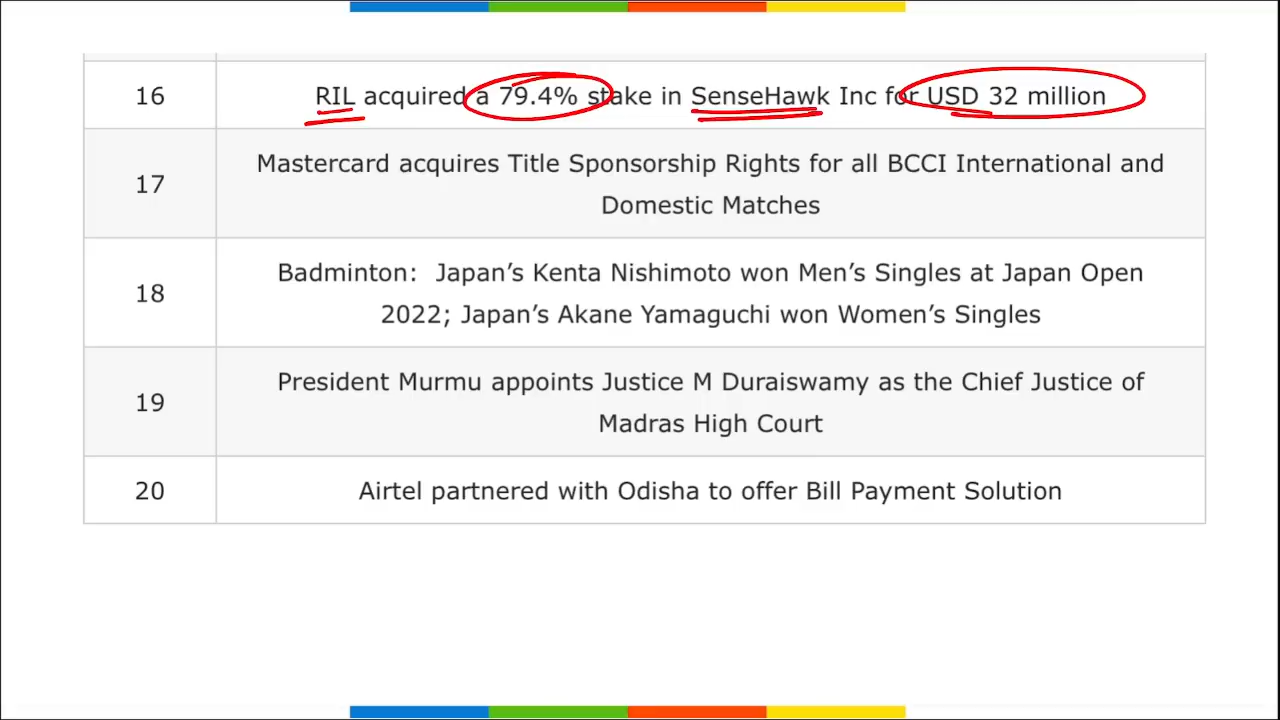 16
RIL acquired a 79.4% stake in SenseHawk Inc for USD 32 million
17
Mastercard acquires Title Sponsorship Rights for all BCCI International and
Domestic Matches
18
Badminton:  Japan’s Kenta Nishimoto won Men’s Singles at Japan Open
2022; Japan’s Akane Yamaguchi won Women’s Singles
19
President Murmu appoints Justice M Duraiswamy as the Chief Justice of
Madras High Court
20
Airtel partnered with Odisha to offer Bill Payment Solution